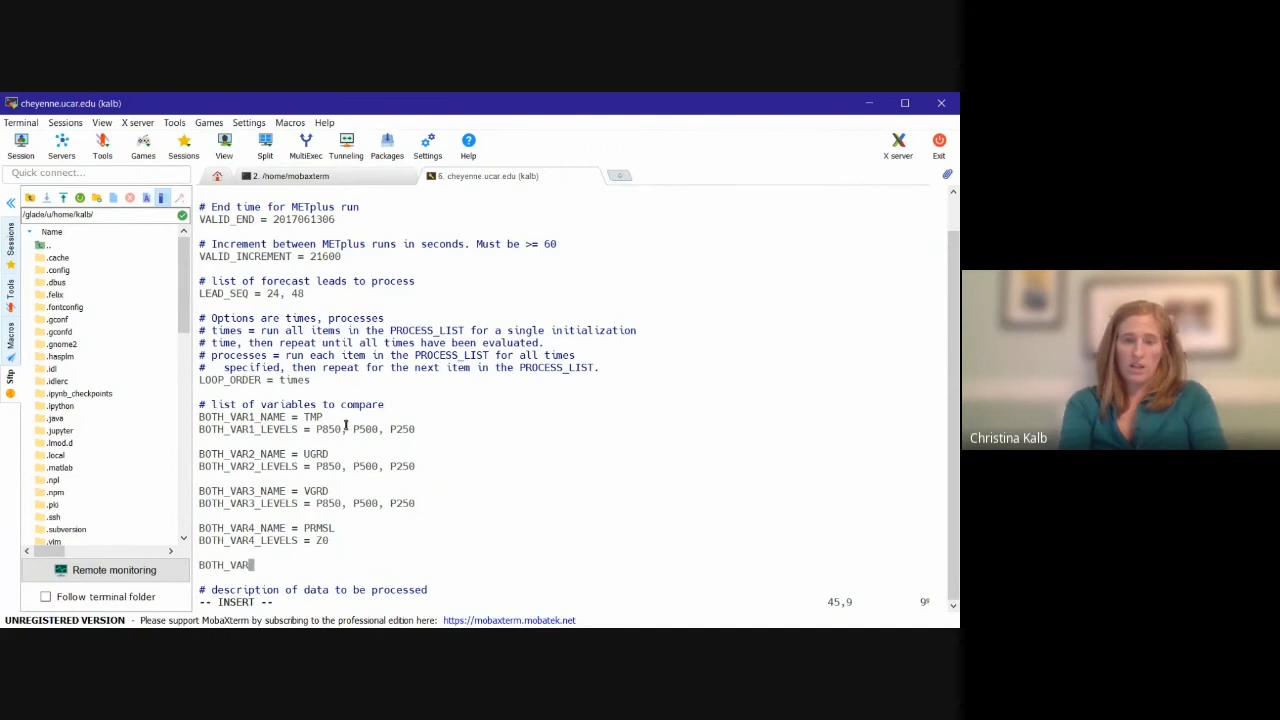 cheyenne.ucar.edu (kalb)
Terminal Sessions View X server Tools Games Settings Macros Help
Session Servers Tools Games Sessions View Split MultiExec Tunneling Packages Settings Help X server Exit
Quick connect...
2. /home/mobaxterm
6. cheyenne.ucar.edu (kalb)
/glade/u/home/kalb/
Name
..
.cache
.config
.dbus
.felix
.fontconfig
.gconf
.gconfd
.gnome2
.hasplm
.idl
.idlerc
.ipynb_checkpoints
.ipython
.java
.jupyter
.lmod.d
.local
.matlab
.npl
.npm
.pki
.ssh
.subversion
.vim
Sessions
Tools
Macros
Sftp
Remote monitoring
Follow terminal folder
# End time for METplus run
VALID_END = 2017061306
# Increment between METplus runs in seconds. Must be >= 60
VALID_INCREMENT = 21600
# list of forecast leads to process
LEAD_SEQ = 24, 48
# Options are times, processes
# times = run all items in the PROCESS_LIST for a single initialization
# time, then repeat until all times have been evaluated.
# processes = run each item in the PROCESS_LIST for all times
#   specified, then repeat for the next item in the PROCESS_LIST.
LOOP_ORDER = times
# list of variables to compare
BOTH_VAR1_NAME = TMP
BOTH_VAR1_LEVELS = P850, P500, P250
BOTH_VAR2_NAME = UGRD
BOTH_VAR2_LEVELS = P850, P500, P250
BOTH_VAR3_NAME = VGRD
BOTH_VAR3_LEVELS = P850, P500, P250
BOTH_VAR4_NAME = PRMSL
BOTH_VAR4_LEVELS = Z0
BOTH_VAR
# description of data to be processed
-- INSERT -- 45,9
UNREGISTERED VERSION - Please support MobaXterm by subscribing to the professional edition here: https://mobaxterm.mobatek.net
Christina Kalb